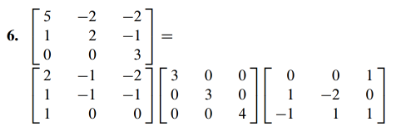 6. [5 -2 -2
1 2 -1
0 0 3] =
[2 -1 -2
1 -1 -1
1 0 0] [3 0 0
0 3 0
0 0 4] [0 0 1
1 -2 0
-1 1 1]